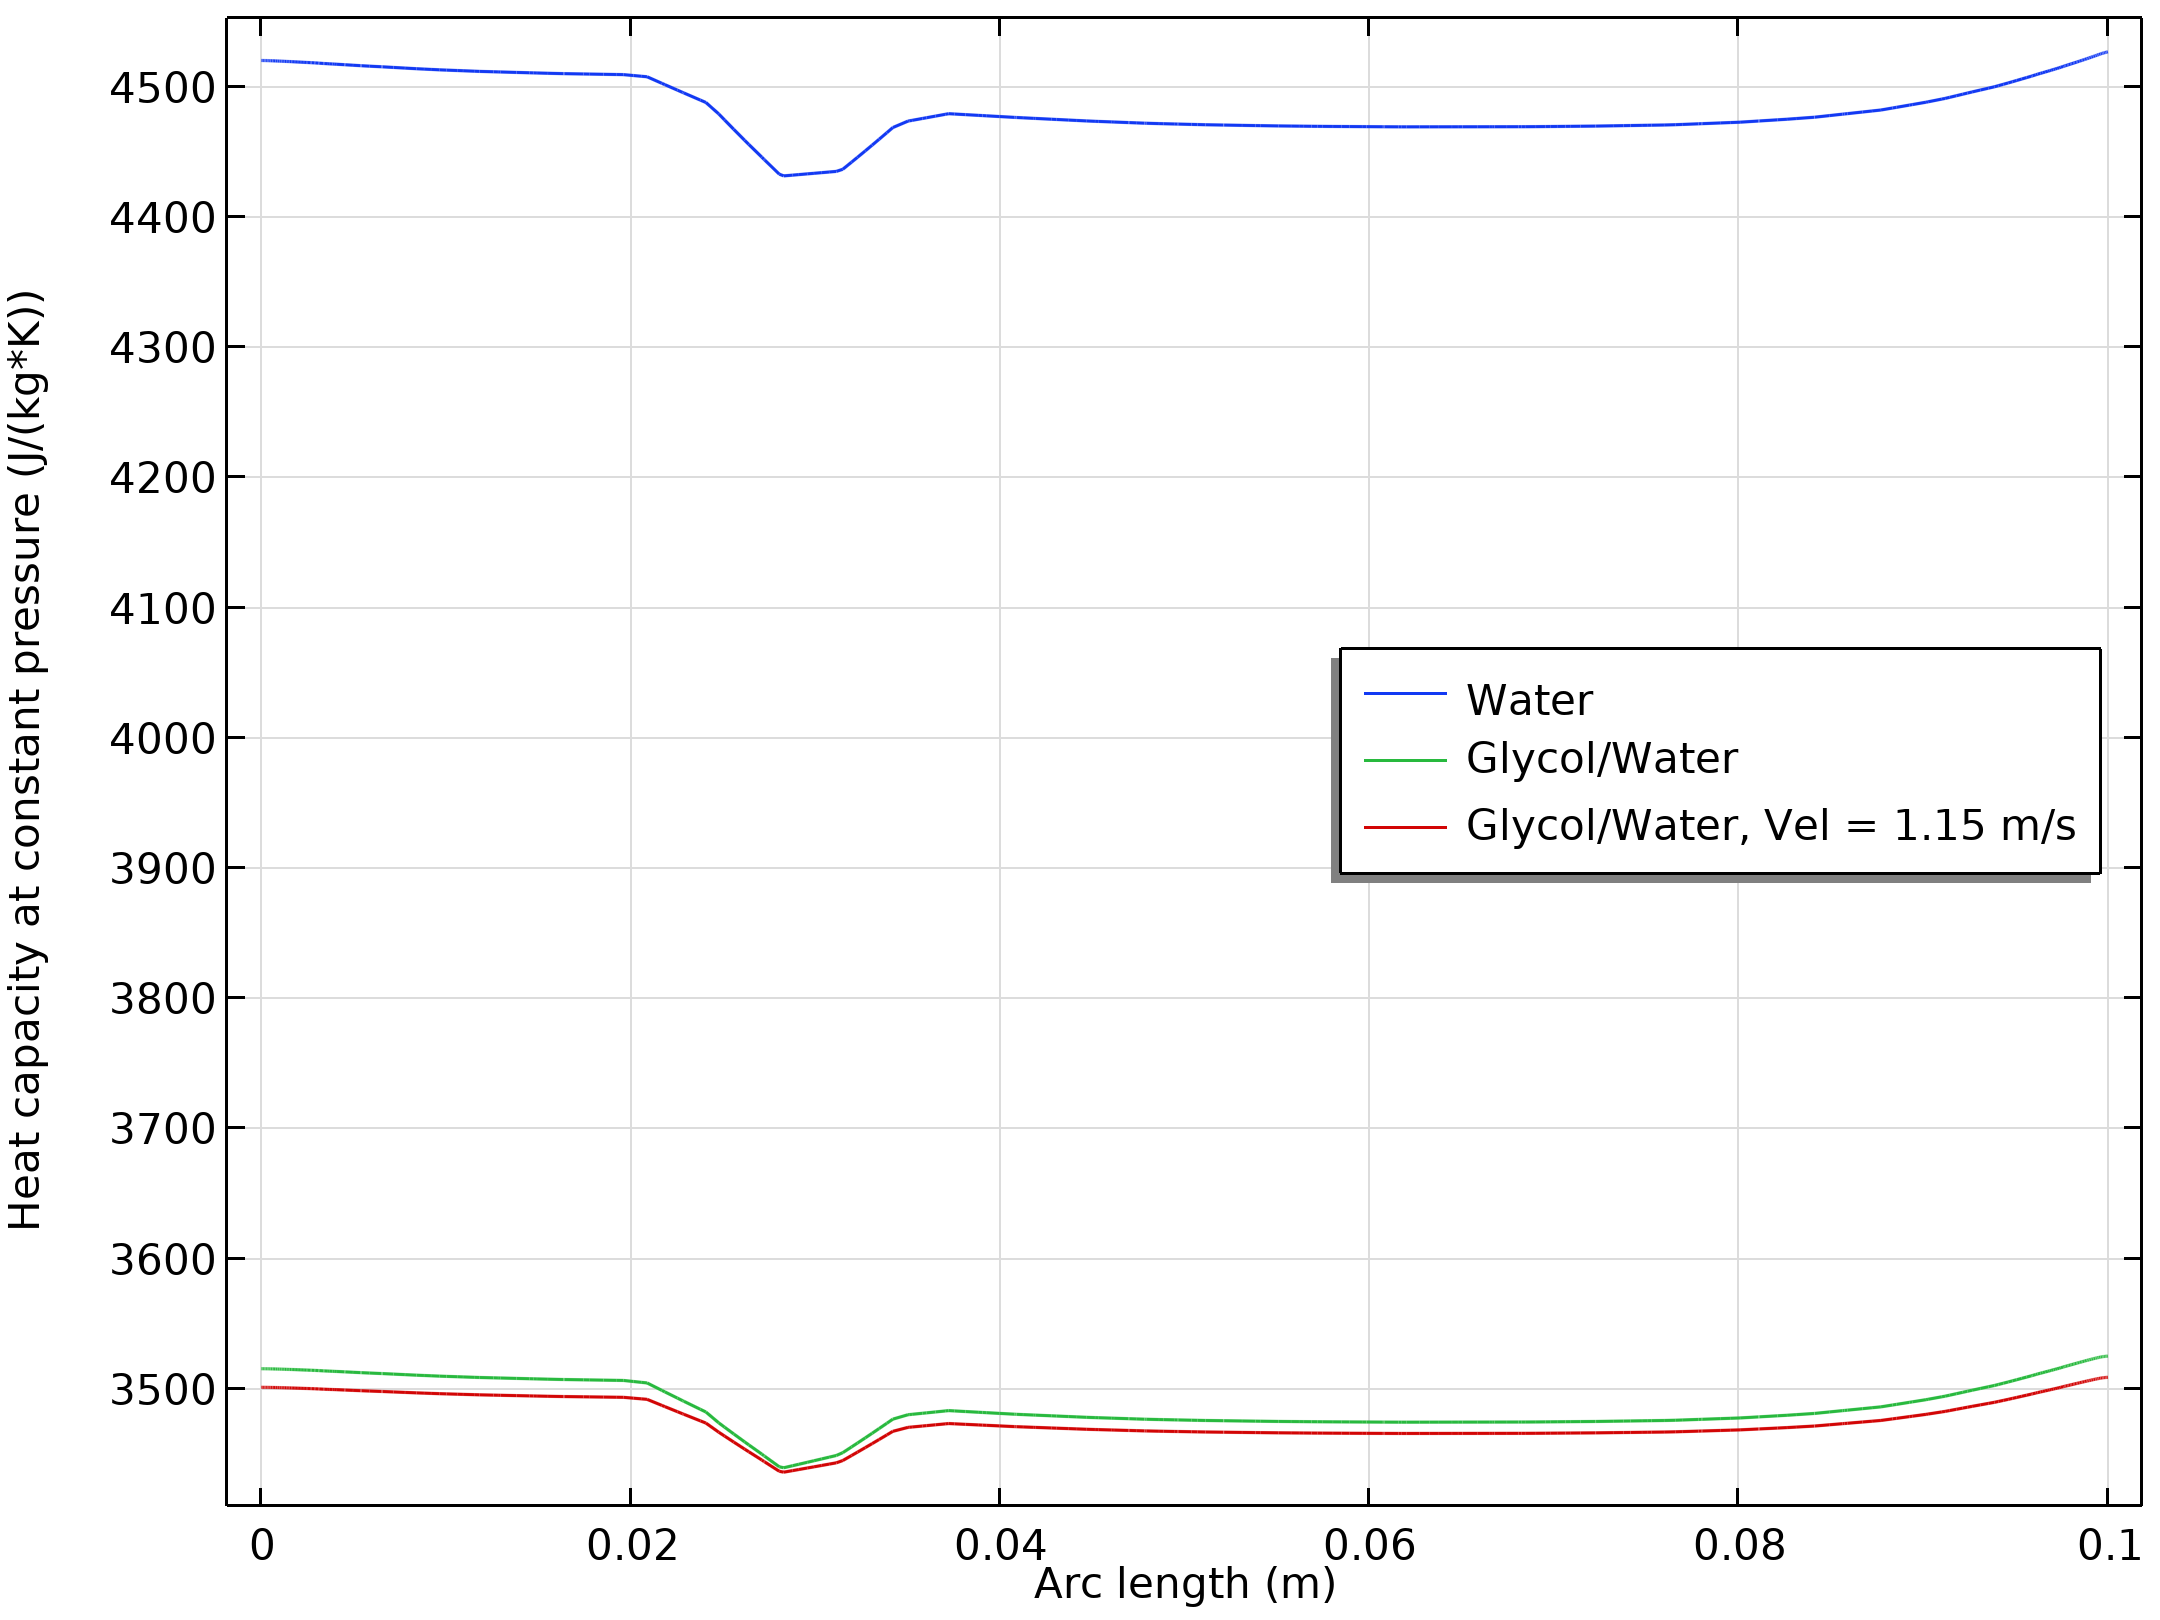 Heat capacity at constant pressure (J/(kg*K))
4500
4400
4300
4200
4100
4000
3900
3800
3700
3600
3500
Water
Glycol/Water
Glycol/Water, Vel = 1.15 m/s
0 0.02 0.04 0.06 0.08 0.1
Arc length (m)